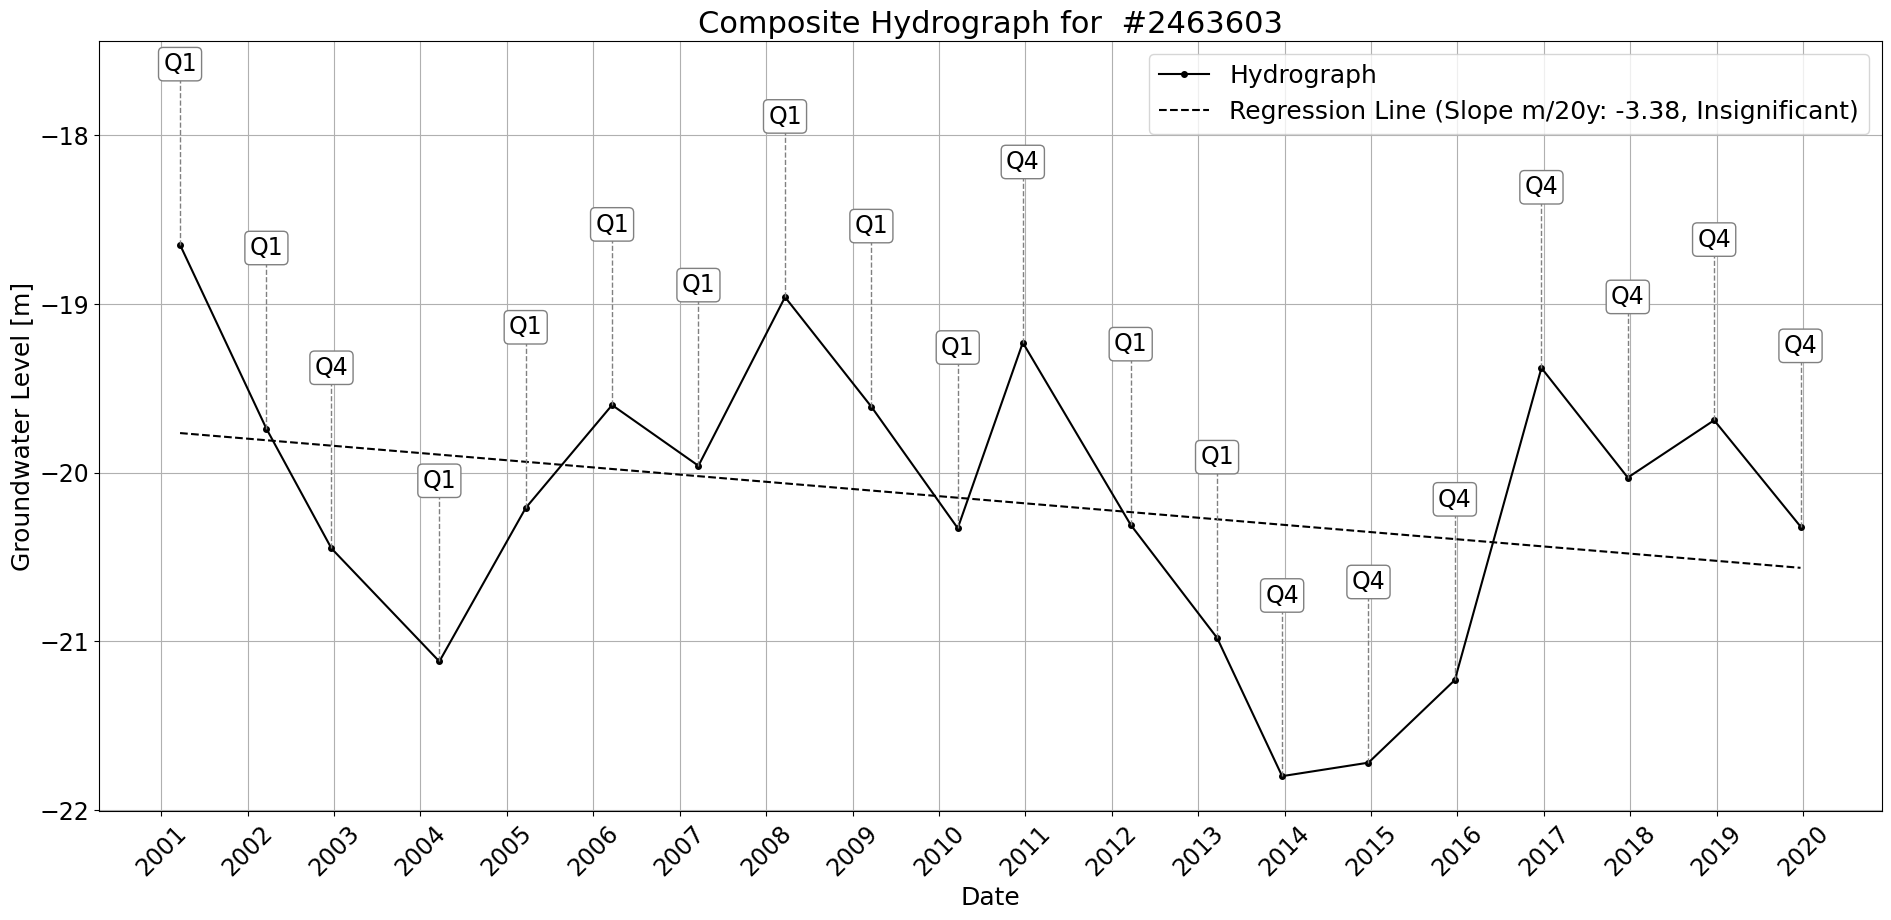 Composite Hydrograph for  #2463603
Hydrograph
Regression Line (Slope m/20y: -3.38, Insignificant)
Groundwater Level [m]
−18
−19
−20
−21
−22
Q1
Q1
Q4
Q1
Q1
Q1
Q1
Q1
Q1
Q1
Q4
Q1
Q1
Q4
Q4
Q4
Q4
Q4
Q4
Q4
2001
2002
2003
2004
2005
2006
2007
2008
2009
2010
2011
2012
2013
2014
2015
2016
2017
2018
2019
2020
Date